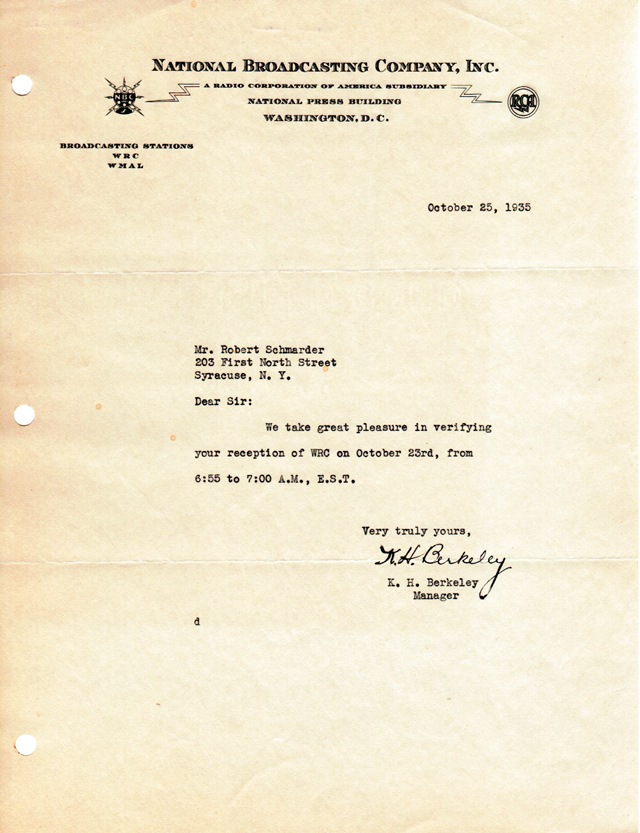 NATIONAL BROADCASTING COMPANY, INC.
A RADIO CORPORATION OF AMERICA SUBSIDIARY
NBC
NATIONAL PRESS BUILDING
RCA
WASHINGTON, D. C.
BROADCASTING STATIONS
WRC
WMAL
October 25, 1935
Mr. Robert Schmarder
203 First North Street
Syracuse, N. Y.
Dear Sir:
We take great pleasure in verifying
your reception of WRC on October 23rd, from
6:55 to 7:00 A.M., E.S.T.
Very truly yours,
K.H. Berkeley
K. H. Berkeley
Manager
d